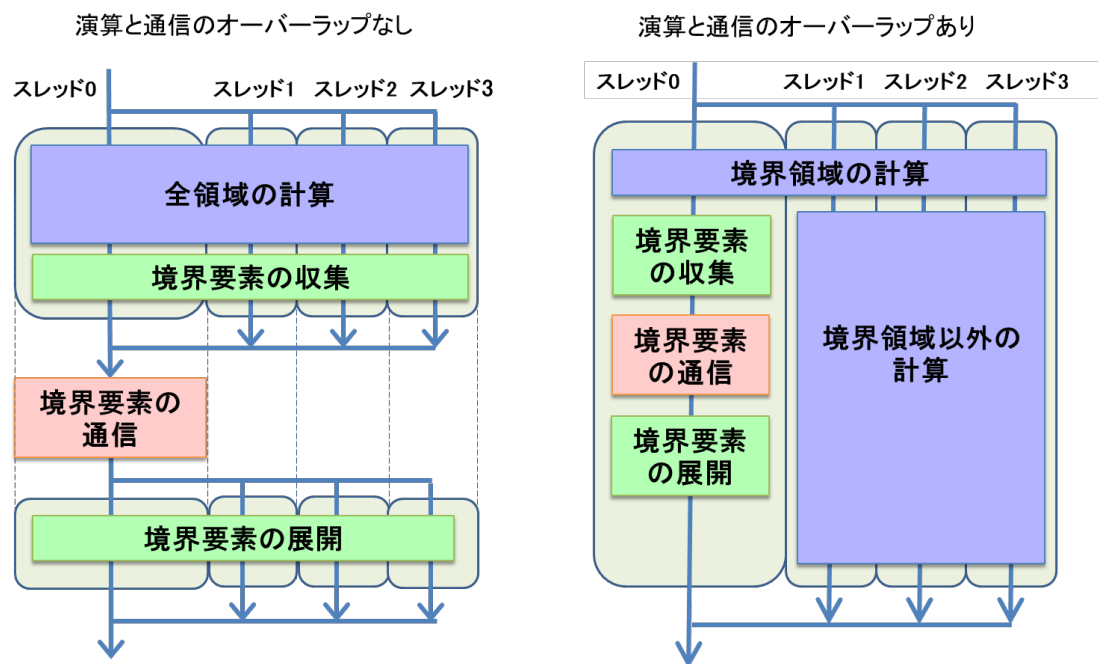 演算と通信のオーバーラップなし
スレッド0
スレッド1
スレッド2
スレッド3
全領域の計算
境界要素の収集
境界要素の
通信
境界要素の展開
演算と通信のオーバーラップあり
スレッド0
スレッド1
スレッド2
スレッド3
境界領域の計算
境界要素
の収集
境界要素
の通信
境界要素
の展開
境界領域以外の
計算